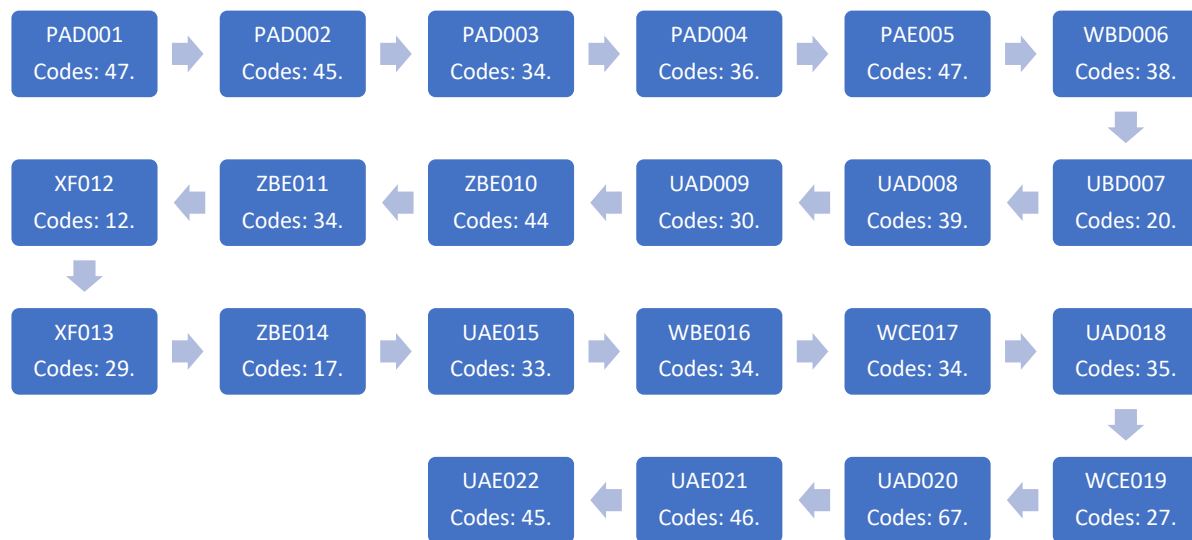 PAD001
Codes: 47.
PAD002
Codes: 45.
PAD003
Codes: 34.
PAD004
Codes: 36.
PAE005
Codes: 47.
WBD006
Codes: 38.
UBD007
Codes: 20.
UAD008
Codes: 39.
UAD009
Codes: 30.
ZBE010
Codes: 44
ZBE011
Codes: 34.
XF012
Codes: 12.
XF013
Codes: 29.
ZBE014
Codes: 17.
UAE015
Codes: 33.
WBE016
Codes: 34.
WCE017
Codes: 34.
UAD018
Codes: 35.
WCE019
Codes: 27.
UAD020
Codes: 67.
UAE021
Codes: 46.
UAE022
Codes: 45.